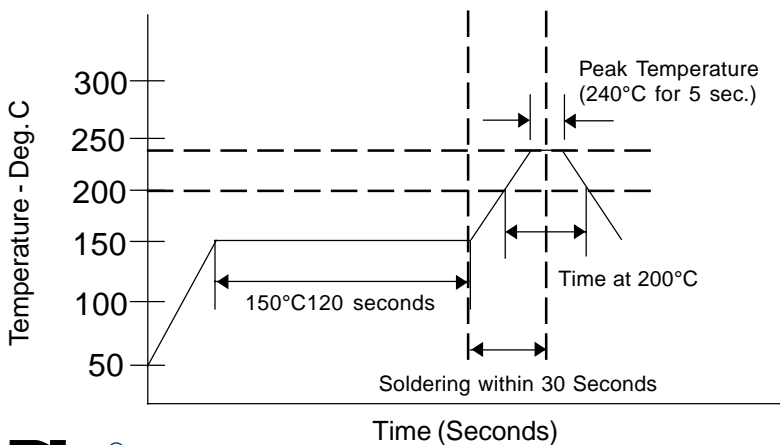 Peak Temperature
(240°C for 5 sec.)
300
250
200
150
100
50
Temperature - Deg. C
Time at 200°C
150°C120 seconds
Soldering within 30 Seconds
Time (Seconds)
®